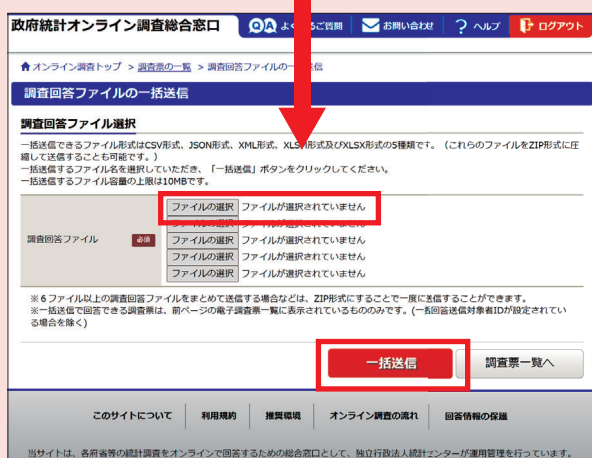 政府統計オンライン調査総合窓口
Q&A よく ご質問
お問い合わせ
? ヘルプ
ログアウト
オンライン調査トップ > 調査票の一覧 > 調査回答ファイルの一 送信
調査回答ファイルの一括送信
調査回答ファイル選択
一括送信できるファイル形式はCSV形式、JSON形式、XML形式、XLSM形式及びXLSX形式の5種類です。（これらのファイルをZIP形式に圧
縮して送信することも可能です。）
一括送信するファイル名を選択していただき、「一括送信」ボタンをクリックしてください。
一括送信するファイル容量の上限は10MBです。
調査回答ファイル 必須
ファイルの選択 ファイルが選択されていません
ファイルの選択 ファイルが選択されていません
ファイルの選択 ファイルが選択されていません
ファイルの選択 ファイルが選択されていません
ファイルの選択 ファイルが選択されていません
※６ファイル以上の調査回答ファイルをまとめて送信する場合などは、ZIP形式にすることで一度に送信することができます。
※一括送信で回答できる調査票は、前ページの電子調査票一覧に表示されているもののみです。(一括回答送信対象者IDが設定されてい
る場合を除く)
一括送信
調査票一覧へ
このサイトについて
利用規約
推奨環境
オンライン調査の流れ
回答情報の保護
当サイトは、各府省等の統計調査をオンラインで回答するための総合窓口として、独立行政法人統計センターが運用管理を行っています。